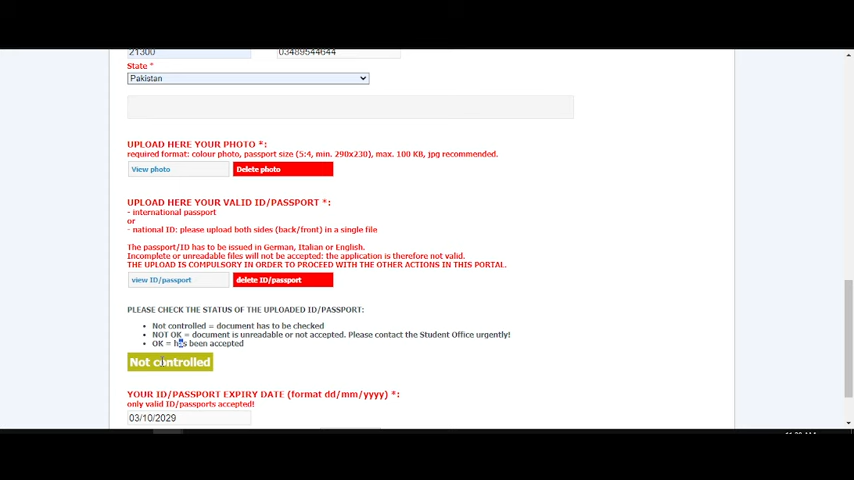 21300 03489544644
State *
Pakistan
UPLOAD HERE YOUR PHOTO *:
required format: colour photo, passport size (5:4, min. 290x230), max. 100 KB, jpg recommended.
View photo Delete photo
UPLOAD HERE YOUR VALID ID/PASSPORT *:
- international passport
or
- national ID: please upload both sides (back/front) in a single file
The passport/ID has to be issued in German, Italian or English.
Incomplete or unreadable files will not be accepted: the application is therefore not valid.
THE UPLOAD IS COMPULSORY IN ORDER TO PROCEED WITH THE OTHER ACTIONS IN THIS PORTAL.
view ID/passport delete ID/passport
PLEASE CHECK THE STATUS OF THE UPLOADED ID/PASSPORT:
• Not controlled = document has to be checked
• NOT OK = document is unreadable or not accepted. Please contact the Student Office urgently!
• OK = has been accepted
Not controlled
YOUR ID/PASSPORT EXPIRY DATE (format dd/mm/yyyy) *:
only valid ID/passports accepted!
03/10/2029